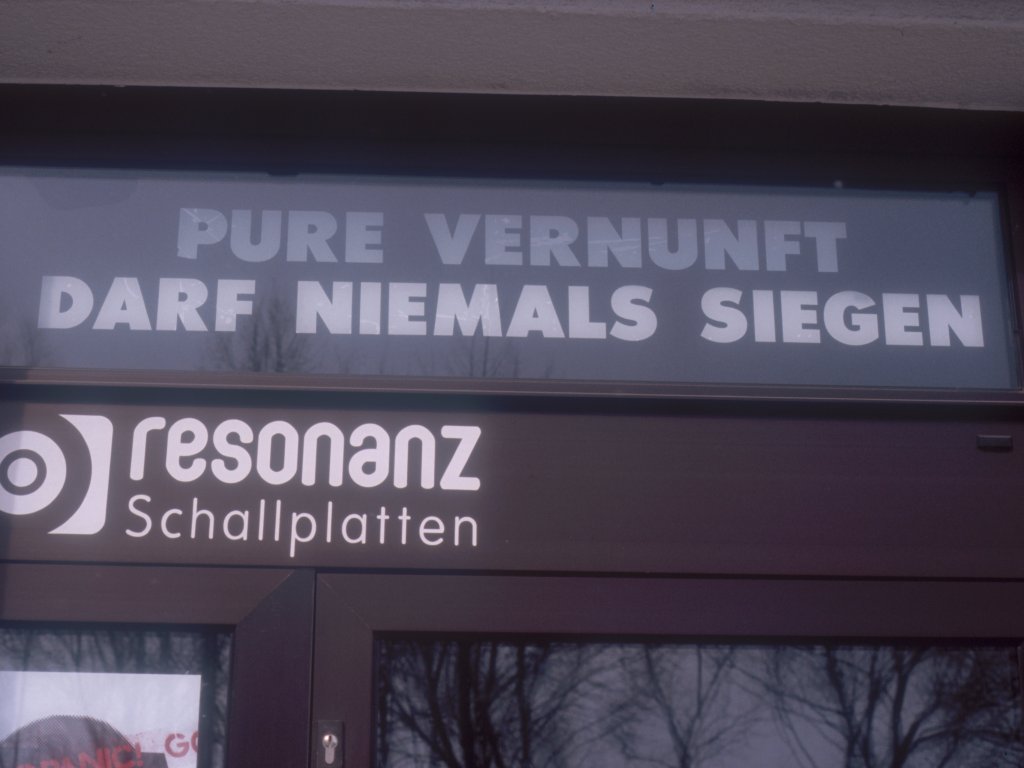 PURE VERNUNFT
DARF NIEMALS SIEGEN
resonanz
Schallplatten